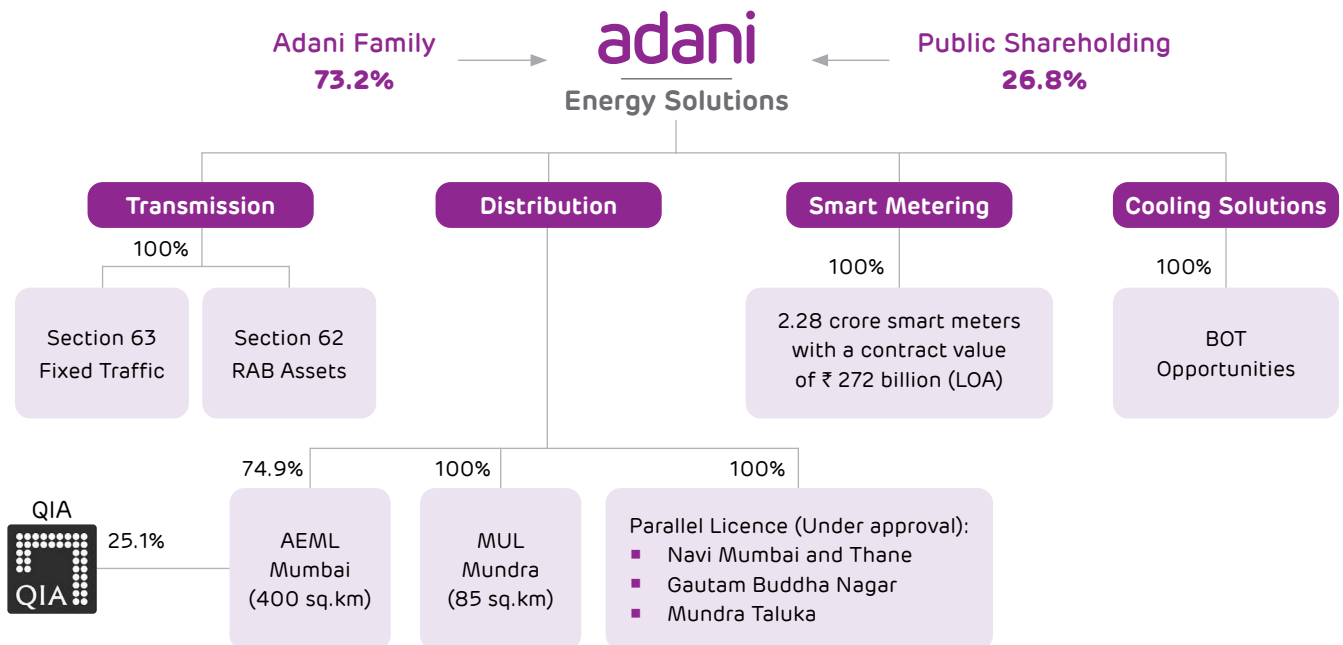 Adani Family
73.2%
adani
Energy Solutions
Public Shareholding
26.8%
Transmission
Distribution
Smart Metering
Cooling Solutions
100%
100%
100%
Section 63
Fixed Traffic
Section 62
RAB Assets
2.28 crore smart meters
with a contract value
of ₹ 272 billion (LOA)
BOT
Opportunities
74.9%
100%
100%
QIA
QIA
25.1%
AEML
Mumbai
(400 sq.km)
MUL
Mundra
(85 sq.km)
Parallel Licence (Under approval):
▪ Navi Mumbai and Thane
▪ Gautam Buddha Nagar
▪ Mundra Taluka